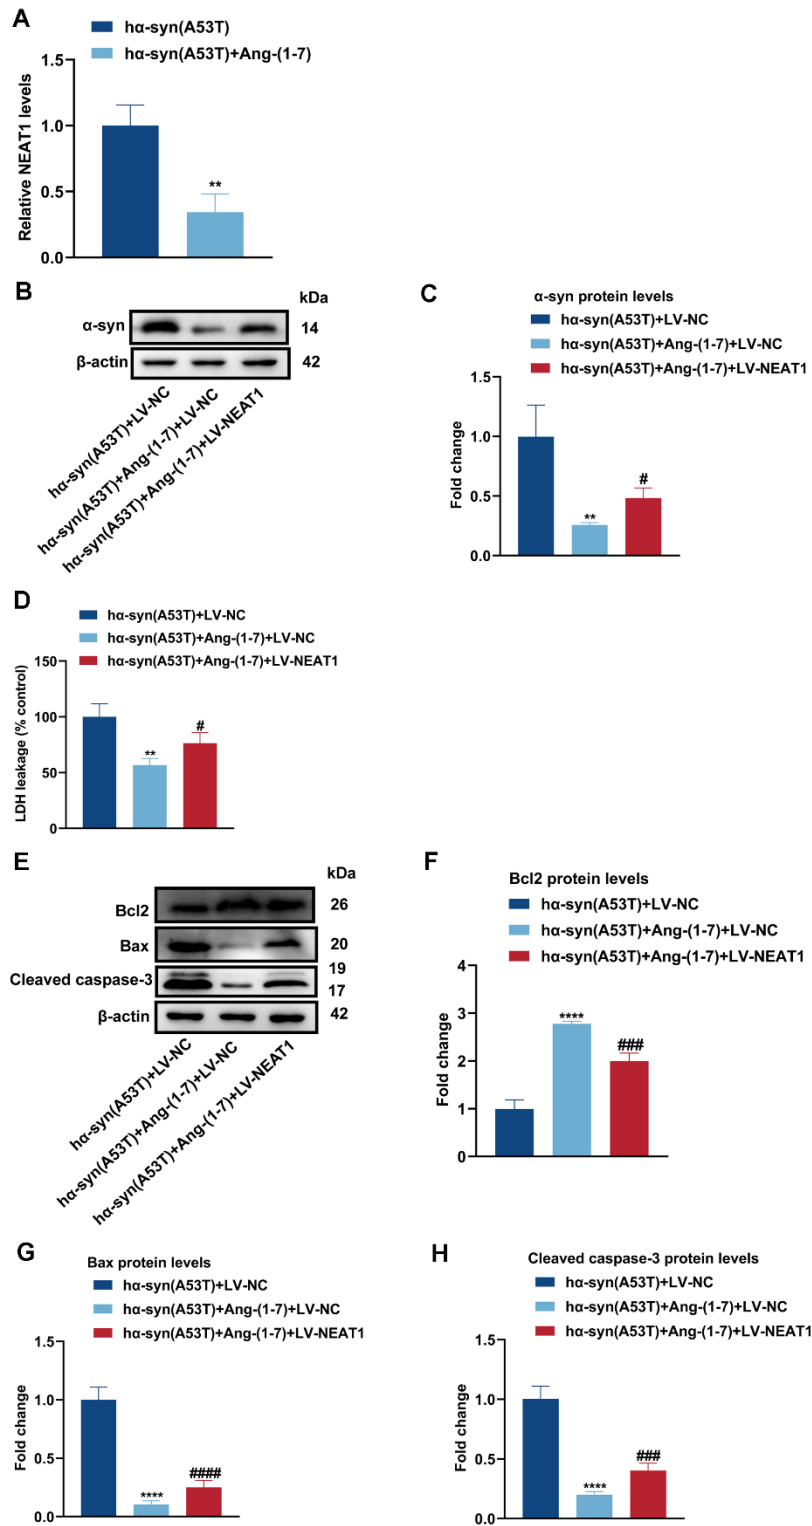 A
hα-syn(A53T)
hα-syn(A53T)+Ang-(1-7)
Relative NEAT1 levels
1.5
1.0
0.5
0.0
**
B
kDa
α-syn
14
β-actin
42
hα-syn(A53T)+LV-NC
hα-syn(A53T)+Ang-(1-7)+LV-NC
hα-syn(A53T)+Ang-(1-7)+LV-NEAT1
C
α-syn protein levels
hα-syn(A53T)+LV-NC
hα-syn(A53T)+Ang-(1-7)+LV-NC
hα-syn(A53T)+Ang-(1-7)+LV-NEAT1
Fold change
1.5
1.0
0.5
0.0
**
#
D
hα-syn(A53T)+LV-NC
hα-syn(A53T)+Ang-(1-7)+LV-NC
hα-syn(A53T)+Ang-(1-7)+LV-NEAT1
LDH leakage (% control)
150
100
50
0
**
#
E
kDa
Bcl2
26
Bax
20
Cleaved caspase-3
19
17
β-actin
42
hα-syn(A53T)+LV-NC
hα-syn(A53T)+Ang-(1-7)+LV-NC
hα-syn(A53T)+Ang-(1-7)+LV-NEAT1
F
Bcl2 protein levels
hα-syn(A53T)+LV-NC
hα-syn(A53T)+Ang-(1-7)+LV-NC
hα-syn(A53T)+Ang-(1-7)+LV-NEAT1
Fold change
4
3
2
1
0
****
###
G
Bax protein levels
hα-syn(A53T)+LV-NC
hα-syn(A53T)+Ang-(1-7)+LV-NC
hα-syn(A53T)+Ang-(1-7)+LV-NEAT1
Fold change
1.5
1.0
0.5
0.0
****
####
H
Cleaved caspase-3 protein levels
hα-syn(A53T)+LV-NC
hα-syn(A53T)+Ang-(1-7)+LV-NC
hα-syn(A53T)+Ang-(1-7)+LV-NEAT1
Fold change
1.5
1.0
0.5
0.0
****
###